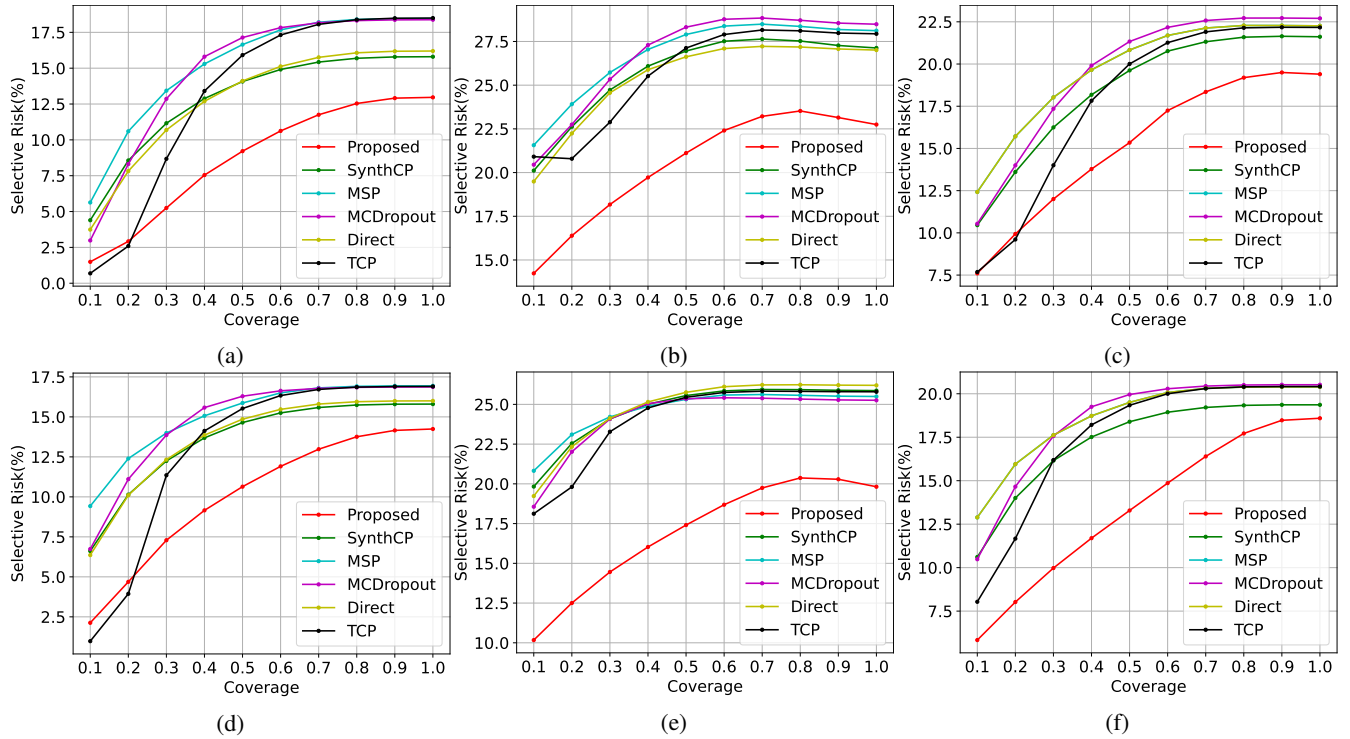 Selective Risk(%)
17.5
15.0
12.5
10.0
7.5
5.0
2.5
0.0
Proposed
SynthCP
MSP
MCDropout
Direct
TCP
0.1 0.2 0.3 0.4 0.5 0.6 0.7 0.8 0.9 1.0
Coverage
(a)
Selective Risk(%)
27.5
25.0
22.5
20.0
17.5
15.0
Proposed
SynthCP
MSP
MCDropout
Direct
TCP
0.1 0.2 0.3 0.4 0.5 0.6 0.7 0.8 0.9 1.0
Coverage
(b)
Selective Risk(%)
22.5
20.0
17.5
15.0
12.5
10.0
7.5
Proposed
SynthCP
MSP
MCDropout
Direct
TCP
0.1 0.2 0.3 0.4 0.5 0.6 0.7 0.8 0.9 1.0
Coverage
(c)
Selective Risk(%)
17.5
15.0
12.5
10.0
7.5
5.0
2.5
Proposed
SynthCP
MSP
MCDropout
Direct
TCP
0.1 0.2 0.3 0.4 0.5 0.6 0.7 0.8 0.9 1.0
Coverage
(d)
Selective Risk(%)
25.0
22.5
20.0
17.5
15.0
12.5
10.0
Proposed
SynthCP
MSP
MCDropout
Direct
TCP
0.1 0.2 0.3 0.4 0.5 0.6 0.7 0.8 0.9 1.0
Coverage
(e)
Selective Risk(%)
20.0
17.5
15.0
12.5
10.0
7.5
Proposed
SynthCP
MSP
MCDropout
Direct
TCP
0.1 0.2 0.3 0.4 0.5 0.6 0.7 0.8 0.9 1.0
Coverage
(f)